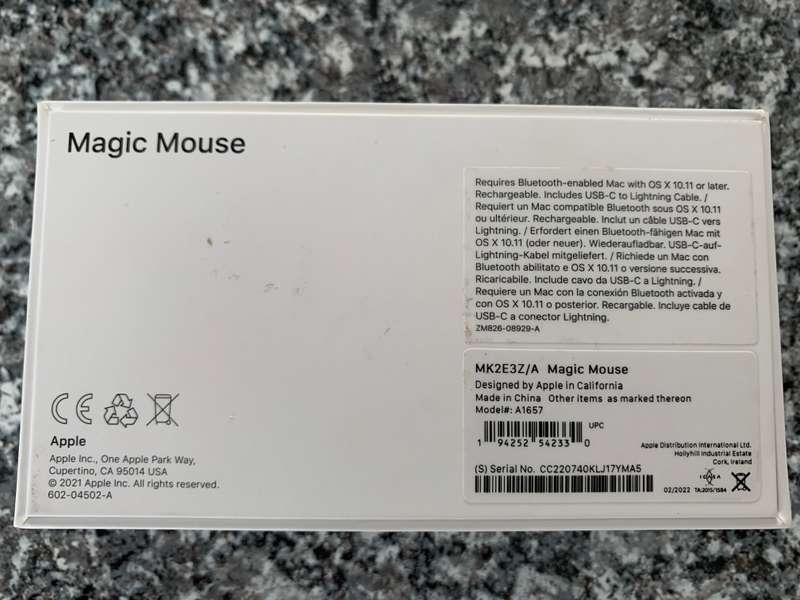 Magic Mouse
Requires Bluetooth-enabled Mac with OS X 10.11 or later.
Rechargeable. Includes USB-C to Lightning Cable. /
Requiert un Mac compatible Bluetooth sous OS X 10.11
ou ultérieur. Rechargeable. Inclut un câble USB-C vers
Lightning. / Erfordert einen Bluetooth-fähigen Mac mit
OS X 10.11 (oder neuer). Wiederaufladbar. USB-C-auf-
Lightning-Kabel mitgeliefert. / Richiede un Mac con
Bluetooth abilitato e OS X 10.11 o versione successiva.
Ricaricabile. Include cavo da USB-C a Lightning. /
Requiere un Mac con la conexión Bluetooth activada y
con OS X 10.11 o posterior. Recargable. Incluye cable de
USB-C a conector Lightning.
ZM826-08929-A
MK2E3Z/A Magic Mouse
Designed by Apple in California
Made in China Other items as marked thereon
Model#: A1657
UPC
1 94252 54233 0
Apple Distribution International Ltd.
Hollyhill Industrial Estate
Cork, Ireland
(S) Serial No. CC220740KLJ17YMA5
ICASA
02/2022 TA:2015/1584
CE
Apple
Apple Inc., One Apple Park Way,
Cupertino, CA 95014 USA
© 2021 Apple Inc. All rights reserved.
602-04502-A